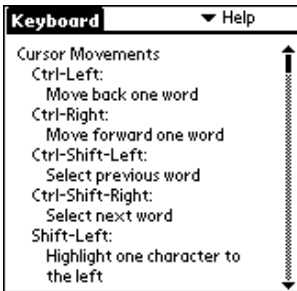 Keyboard
Help
Cursor Movements
Ctrl-Left:
Move back one word
Ctrl-Right:
Move forward one word
Ctrl-Shift-Left:
Select previous word
Ctrl-Shift-Right:
Select next word
Shift-Left:
Highlight one character to
the left